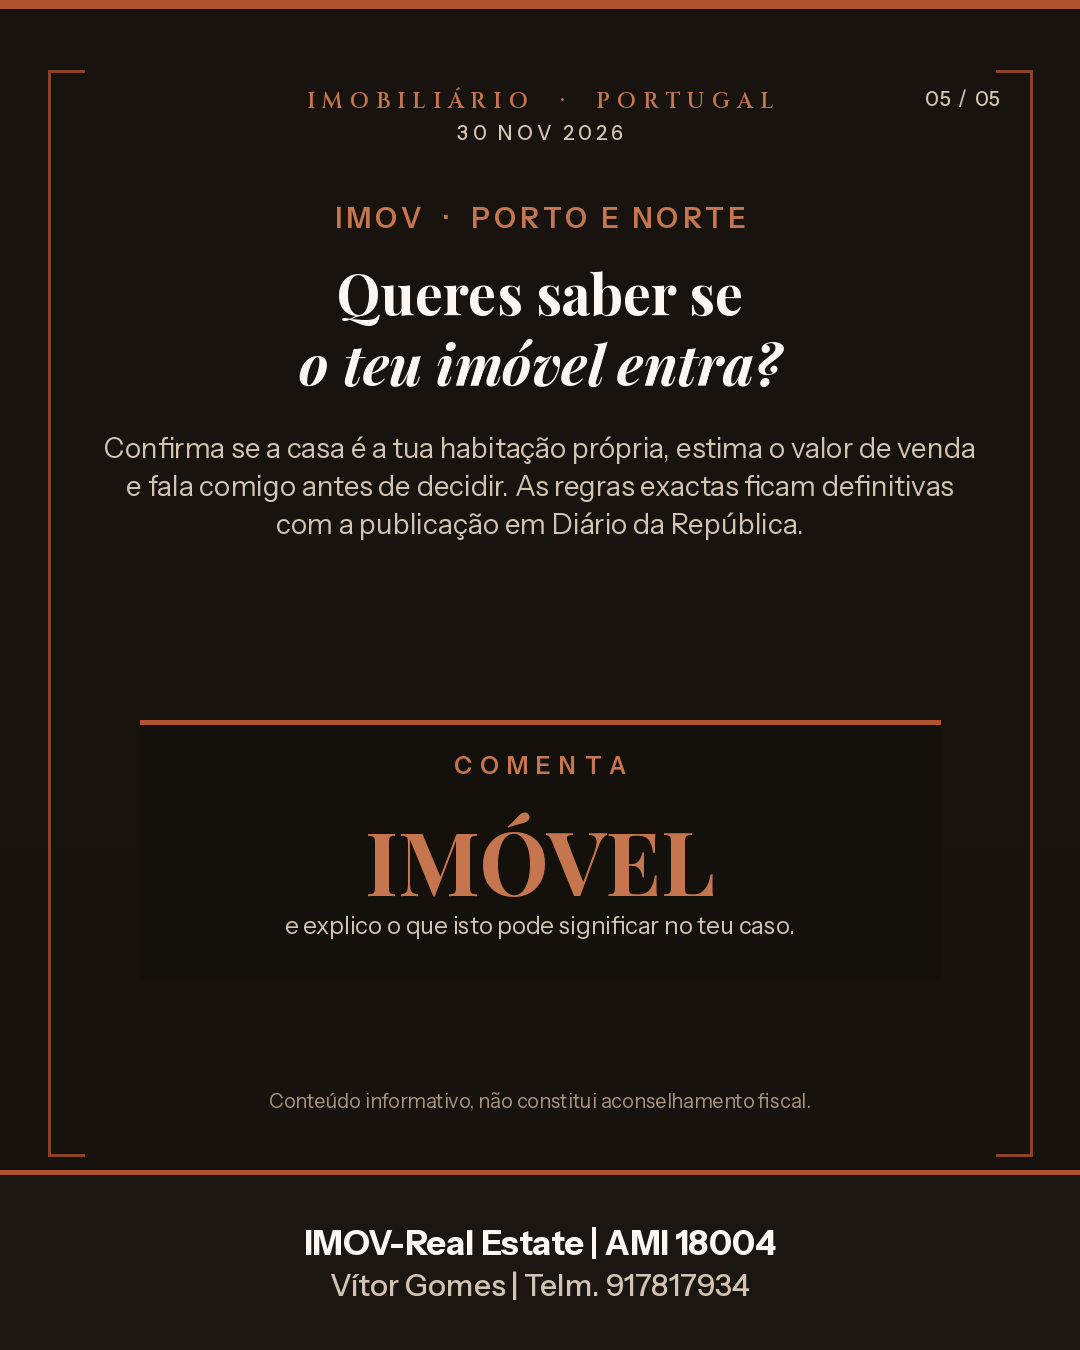 IMOBILIÁRIO · PORTUGAL
05 / 05
30 NOV 2026
IMOV · PORTO E NORTE
Queres saber se
o teu imóvel entra?
Confirma se a casa é a tua habitação própria, estima o valor de venda
e fala comigo antes de decidir. As regras exactas ficam definitivas
com a publicação em Diário da República.
COMENTA
IMÓVEL
e explico o que isto pode significar no teu caso.
Conteúdo informativo, não constitui aconselhamento fiscal.
IMOV-Real Estate | AMI 18004
Vítor Gomes | Telm. 917817934